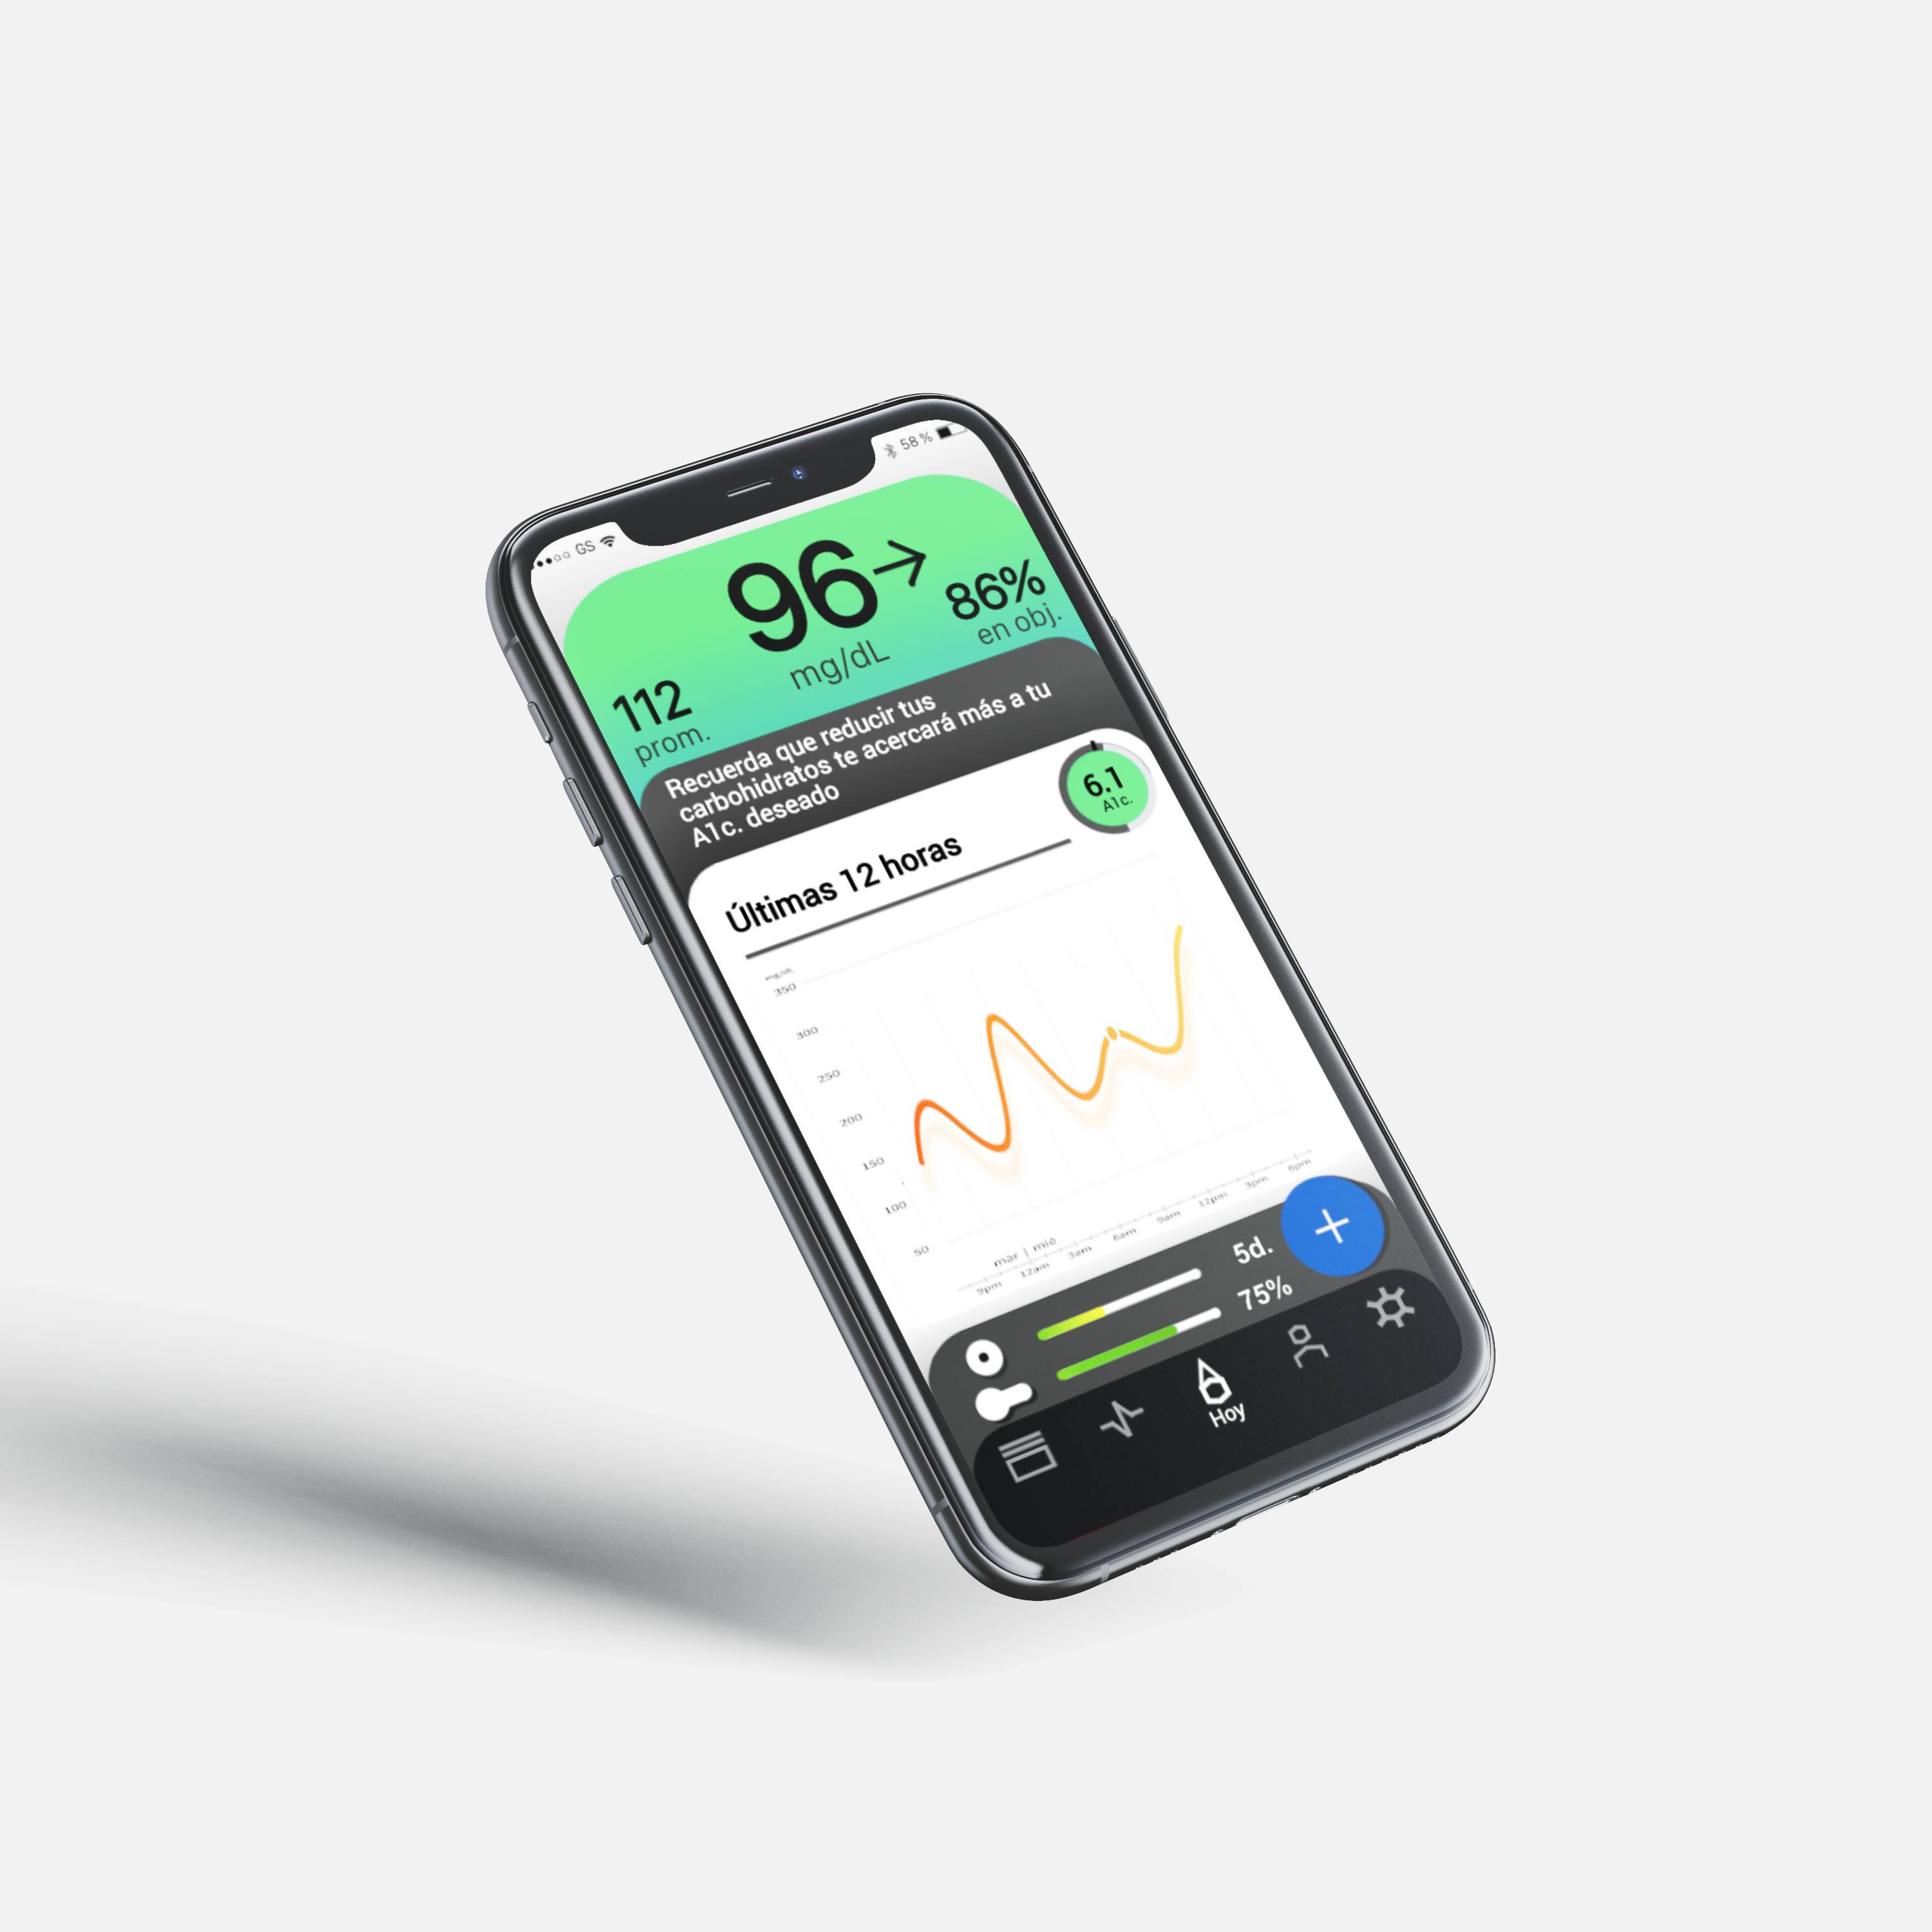 GS
58%
96→
mg/dL
112
prom.
86%
en obj.
Recuerda que reducir tus
carbohidratos te acercará más a tu
A1c. deseado
6.1
A1c.
Últimas 12 horas
mg/dL
350
300
250
200
150
100
50
mar | mié
9pm 12am 3am 6am 9am 12pm 3pm 6pm
5d.
75%
+
Hoy